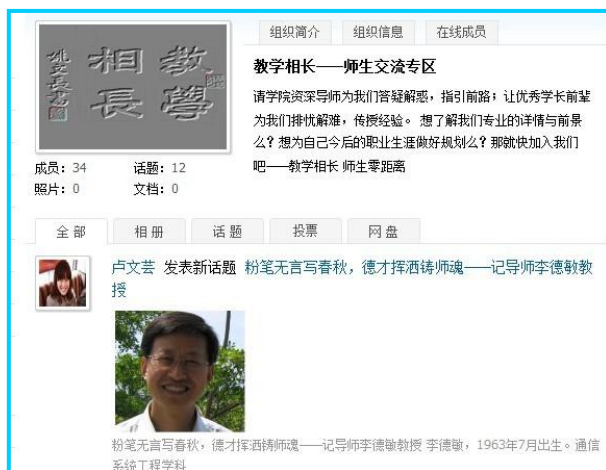 组织简介 组织信息 在线成员
教學
相長
教学相长——师生交流专区
请学院资深导师为我们答疑解惑，指引前路；让优秀学长前辈
为我们排忧解难，传授经验。 想了解我们专业的详情与前景
么？想为自己今后的职业生涯做好规划么？那就快加入我们
吧——教学相长 师生零距离
成员：34 话题：12
照片：0 文档：0
全部 相册 话题 投票 网盘
卢文芸 发表新话题 粉笔无言写春秋，德才挥洒铸师魂——记导师李德敏教
授
粉笔无言写春秋，德才挥洒铸师魂——记导师李德敏教授 李德敏，1963年7月出生。通信
系统工程学科